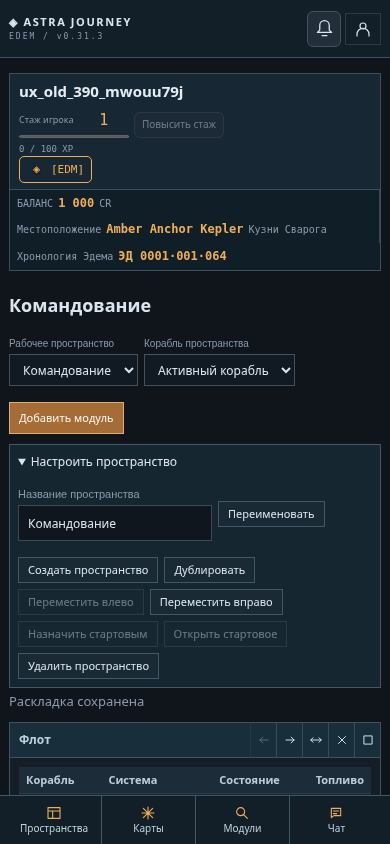 ◈ ASTRA JOURNEY
EDEM / v0.31.3
ux_old_390_mwouu79j
Стаж игрока 1 Повысить стаж
0 / 100 XP
◈ [EDM]
БАЛАНС 1 000 CR
Местоположение Amber Anchor Kepler Кузни Сварога
Хронология Эдема ЭД 0001·001·064
Командование
Рабочее пространство Корабль пространства
Командование Активный корабль
Добавить модуль
▼ Настроить пространство
Название пространства
Командование Переименовать
Создать пространство Дублировать
Переместить влево Переместить вправо
Назначить стартовым Открыть стартовое
Удалить пространство
Раскладка сохранена
Флот ← → ↔ × □
Корабль Система Состояние Топливо
Пространства Карты Модули Чат